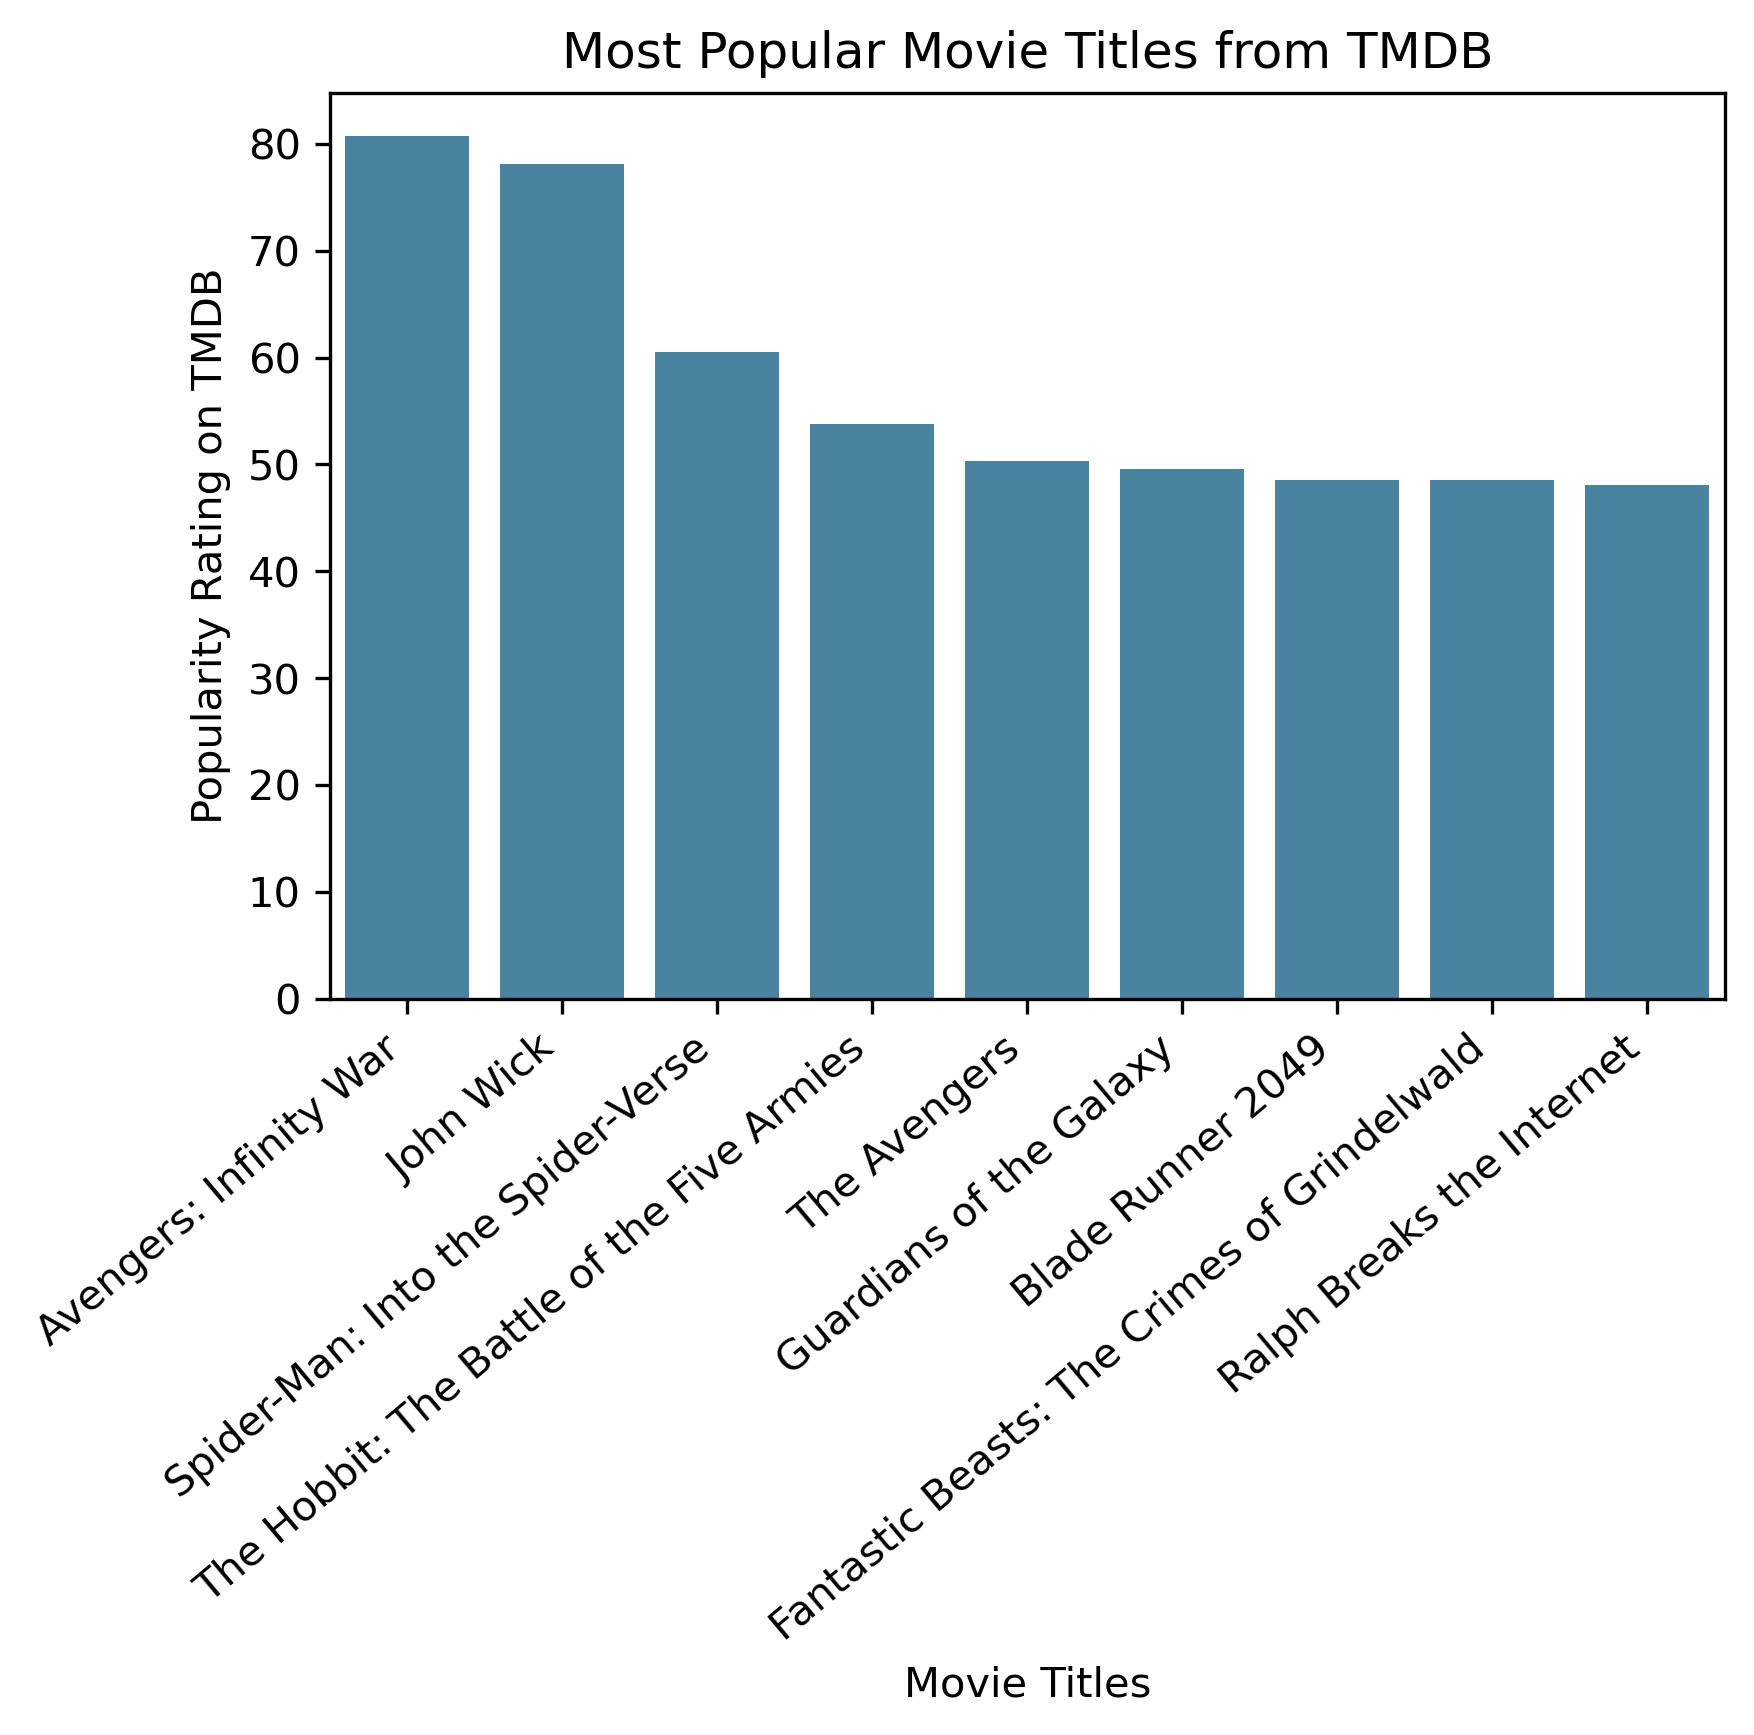 Most Popular Movie Titles from TMDB
Popularity Rating on TMDB
80
70
60
50
40
30
20
10
0
Avengers: Infinity War
John Wick
Spider-Man: Into the Spider-Verse
The Hobbit: The Battle of the Five Armies
The Avengers
Guardians of the Galaxy
Blade Runner 2049
Fantastic Beasts: The Crimes of Grindelwald
Ralph Breaks the Internet
Movie Titles